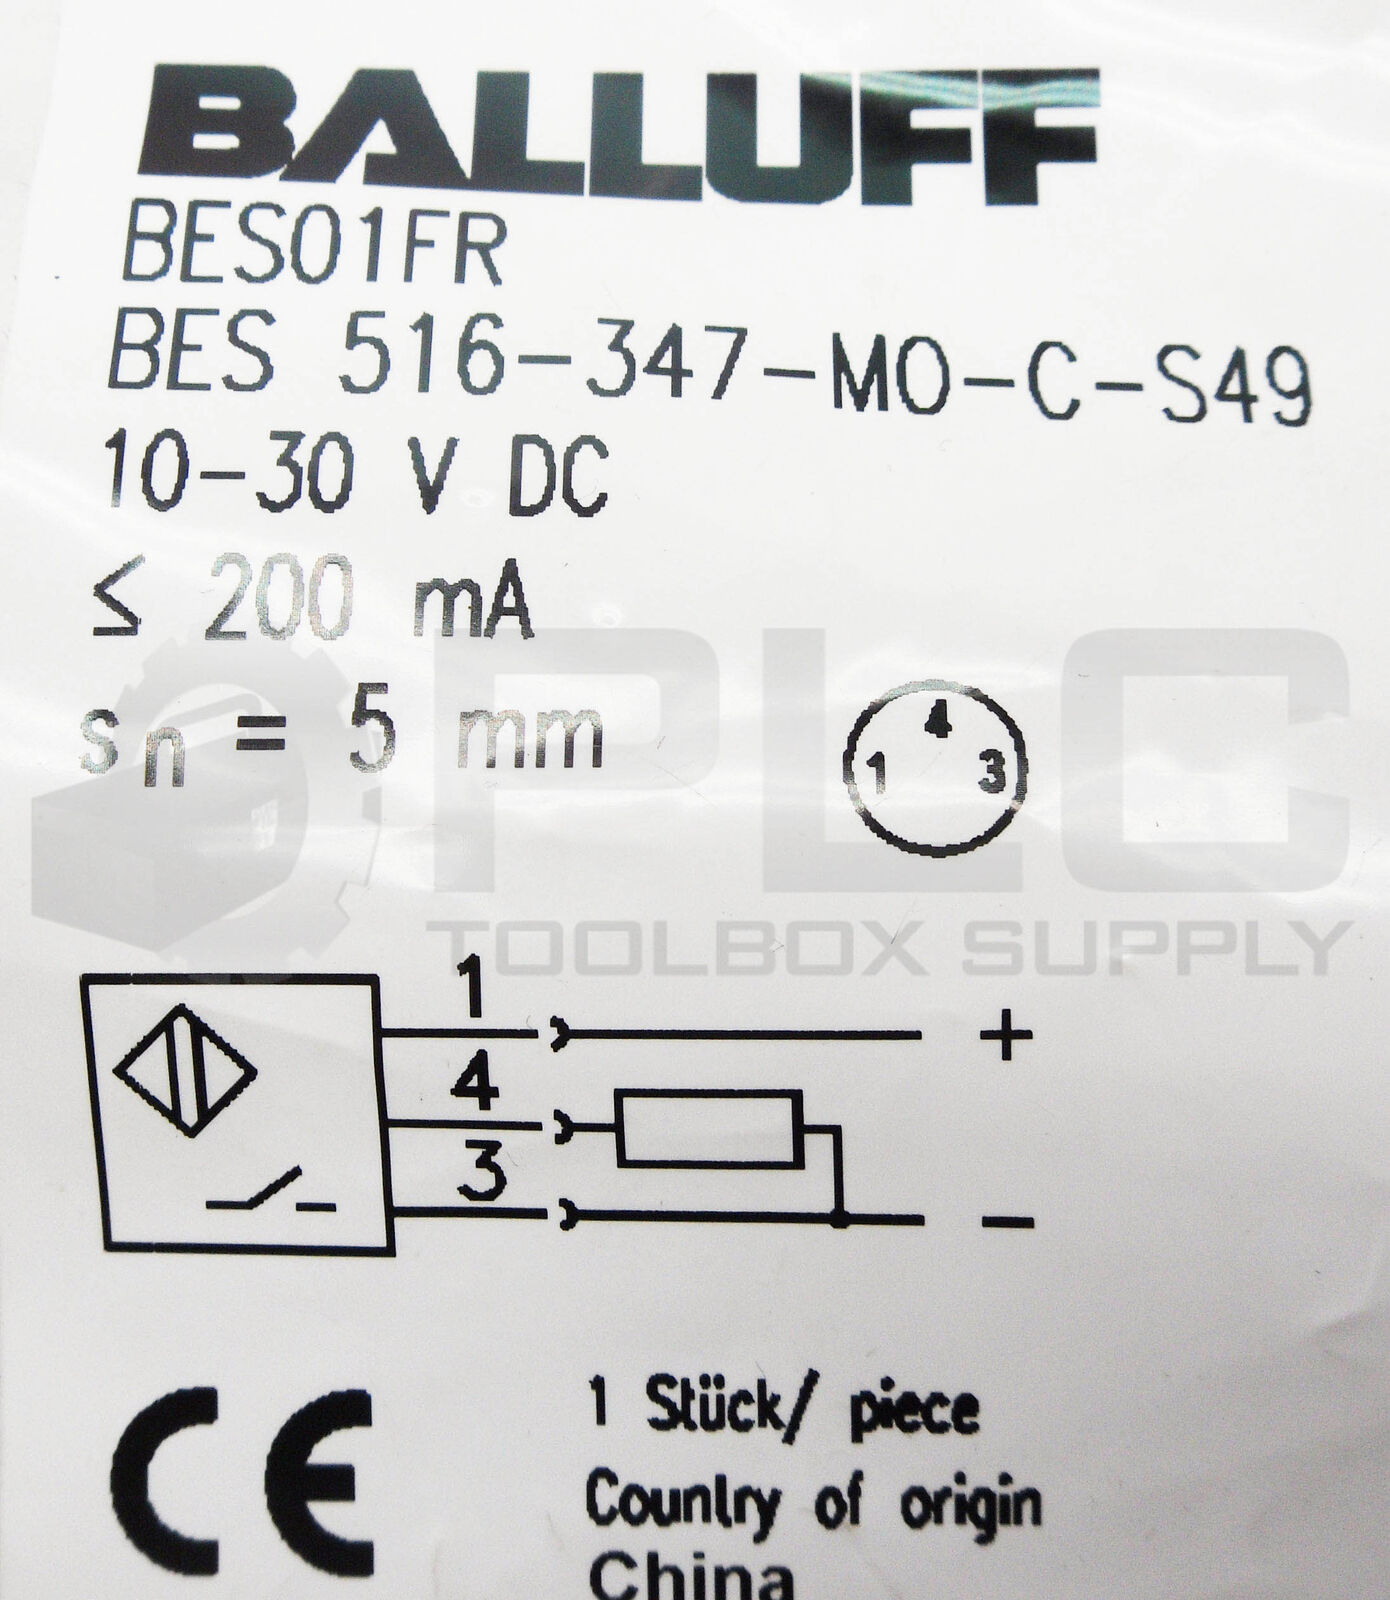 BALLUFF
BES01FR
BES 516-347-MO-C-S49
10-30 V DC
≤ 200 mA
sn = 5 mm
4
1 3
PLC
TOOLBOX SUPPLY
1
+
4
3
-
CE
1 Stück/ piece
Country of origin
China